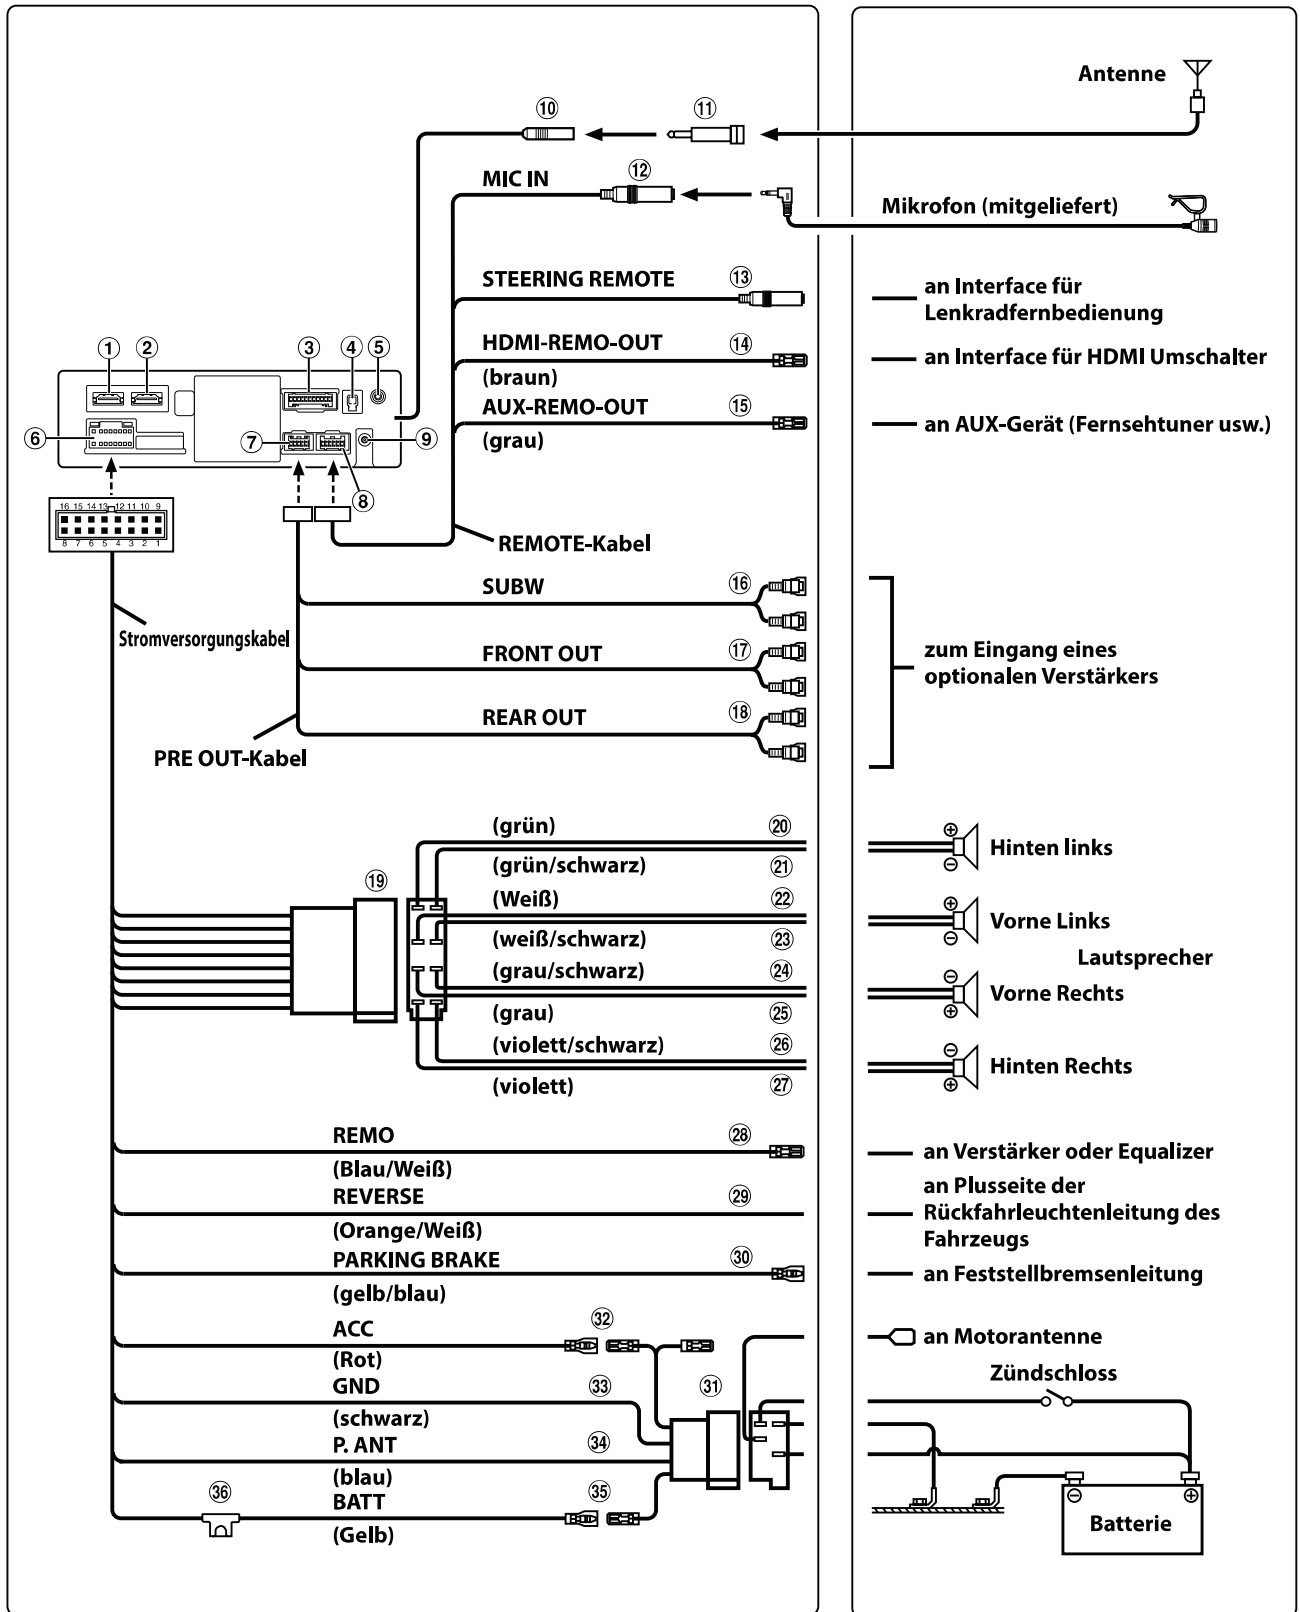 Antenne
⑩
⑪
MIC IN
⑫
Mikrofon (mitgeliefert)
STEERING REMOTE
⑬
an Interface für
Lenkradfernbedienung
HDMI-REMO-OUT
⑭
(braun)
an Interface für HDMI Umschalter
AUX-REMO-OUT
⑮
(grau)
an AUX-Gerät (Fernsehtuner usw.)
① ② ③ ④ ⑤
⑥ ⑦ ⑨
⑧
16 15 14 13 12 11 10 9
8 7 6 5 4 3 2 1
REMOTE-Kabel
SUBW
⑯
Stromversorgungskabel
FRONT OUT
⑰
zum Eingang eines
optionalen Verstärkers
REAR OUT
⑱
PRE OUT-Kabel
⑲
(grün)
⑳
(grün/schwarz)
㉑
⊕
⊖
Hinten links
(Weiß)
㉒
(weiß/schwarz)
㉓
⊕
⊖
Vorne Links
Lautsprecher
(grau/schwarz)
㉔
(grau)
㉕
⊖
⊕
Vorne Rechts
(violett/schwarz)
㉖
(violett)
㉗
⊖
⊕
Hinten Rechts
REMO
㉘
(Blau/Weiß)
an Verstärker oder Equalizer
REVERSE
㉙
(Orange/Weiß)
an Plusseite der
Rückfahrleuchtenleitung des
Fahrzeugs
PARKING BRAKE
㉚
(gelb/blau)
an Feststellbremsenleitung
ACC
㉜
(Rot)
an Motorantenne
Zündschloss
GND
㉝
㉛
(schwarz)
P. ANT
㉞
(blau)
㊱
BATT
㉟
(Gelb)
⊖ ⊕
Batterie